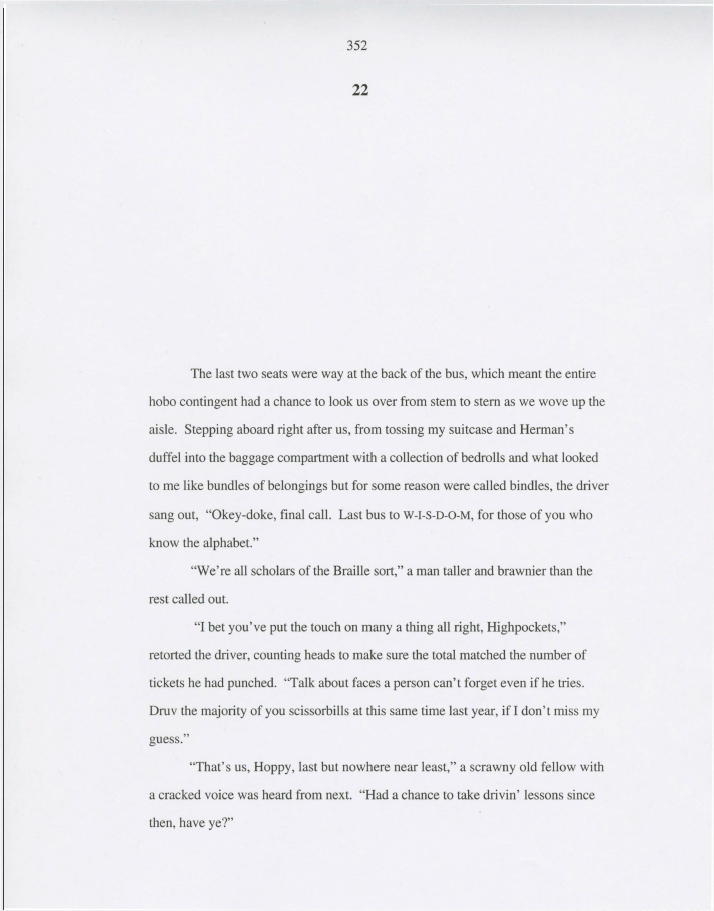 352
22
The last two seats were way at the back of the bus, which meant the entire
hobo contingent had a chance to look us over from stem to stern as we wove up the
aisle.  Stepping aboard right after us, from tossing my suitcase and Herman’s
duffel into the baggage compartment with a collection of bedrolls and what looked
to me like bundles of belongings but for some reason were called bindles, the driver
sang out,  “Okey-doke, final call.  Last bus to W-I-S-D-O-M, for those of you who
know the alphabet.”
“We’re all scholars of the Braille sort,” a man taller and brawnier than the
rest called out.
“I bet you’ve put the touch on many a thing all right, Highpockets,”
retorted the driver, counting heads to make sure the total matched the number of
tickets he had punched.  “Talk about faces a person can’t forget even if he tries.
Druv the majority of you scissorbills at this same time last year, if I don’t miss my
guess.”
“That’s us, Hoppy, last but nowhere near least,” a scrawny old fellow with
a cracked voice was heard from next.  “Had a chance to take drivin’ lessons since
then, have ye?”